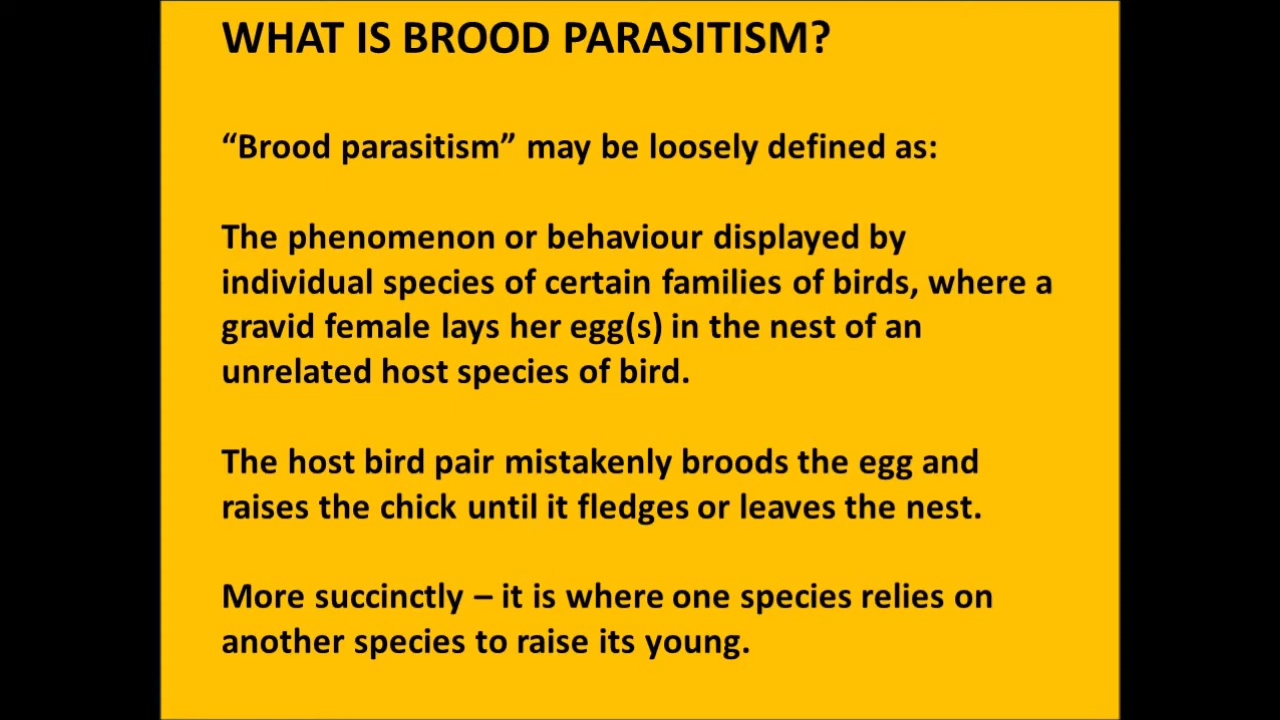 WHAT IS BROOD PARASITISM?
“Brood parasitism” may be loosely defined as:
The phenomenon or behaviour displayed by
individual species of certain families of birds, where a
gravid female lays her egg(s) in the nest of an
unrelated host species of bird.
The host bird pair mistakenly broods the egg and
raises the chick until it fledges or leaves the nest.
More succinctly – it is where one species relies on
another species to raise its young.